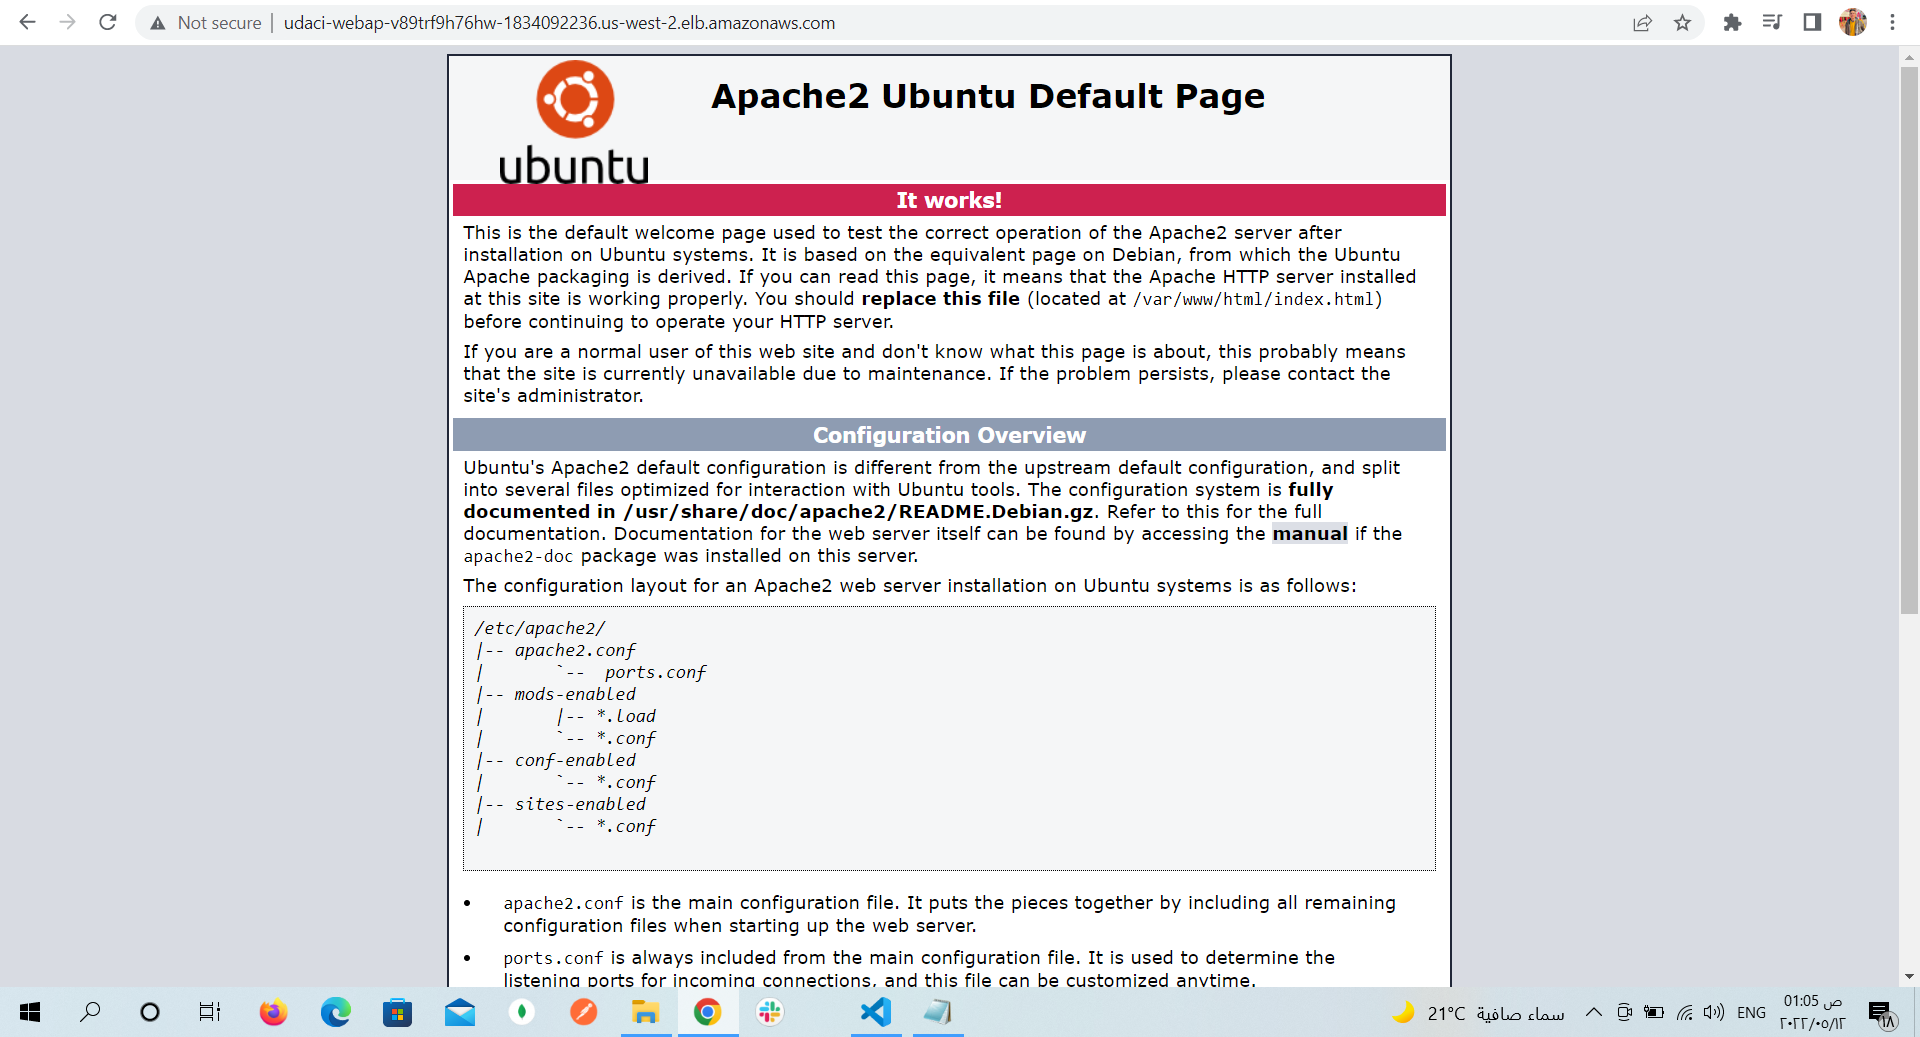 Not secure | udaci-webap-v89trf9h76hw-1834092236.us-west-2.elb.amazonaws.com
ubuntu
Apache2 Ubuntu Default Page
It works!
This is the default welcome page used to test the correct operation of the Apache2 server after
installation on Ubuntu systems. It is based on the equivalent page on Debian, from which the Ubuntu
Apache packaging is derived. If you can read this page, it means that the Apache HTTP server installed
at this site is working properly. You should replace this file (located at /var/www/html/index.html)
before continuing to operate your HTTP server.
If you are a normal user of this web site and don't know what this page is about, this probably means
that the site is currently unavailable due to maintenance. If the problem persists, please contact the
site's administrator.
Configuration Overview
Ubuntu's Apache2 default configuration is different from the upstream default configuration, and split
into several files optimized for interaction with Ubuntu tools. The configuration system is fully
documented in /usr/share/doc/apache2/README.Debian.gz. Refer to this for the full
documentation. Documentation for the web server itself can be found by accessing the manual if the
apache2-doc package was installed on this server.
The configuration layout for an Apache2 web server installation on Ubuntu systems is as follows:
/etc/apache2/
|-- apache2.conf
|       `--  ports.conf
|-- mods-enabled
|       |-- *.load
|       `-- *.conf
|-- conf-enabled
|       `-- *.conf
|-- sites-enabled
|       `-- *.conf
• apache2.conf is the main configuration file. It puts the pieces together by including all remaining
configuration files when starting up the web server.
• ports.conf is always included from the main configuration file. It is used to determine the
listening ports for incoming connections, and this file can be customized anytime.
21°C سماء صافية
ENG
01:05 ص
٢٠٢٢/٠٥/١٢
١٨